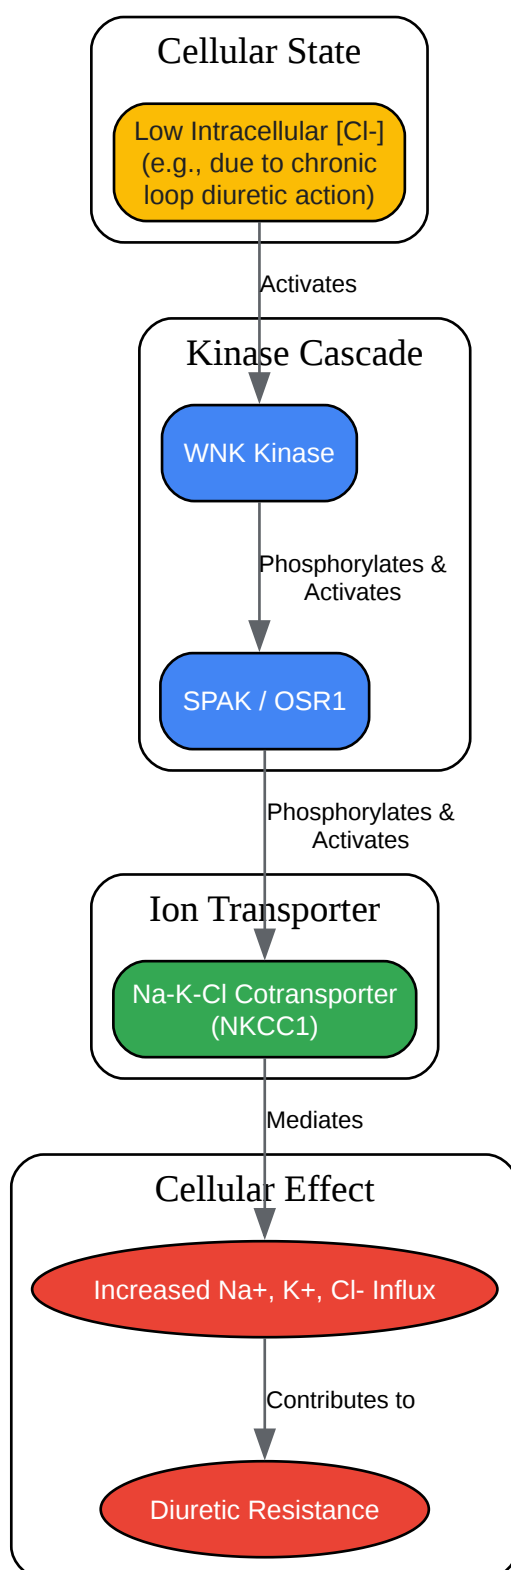 Cellular State
Low Intracellular [Cl-]
(e.g., due to chronic
loop diuretic action)
Activates
Kinase Cascade
WNK Kinase
Phosphorylates &
Activates
SPAK / OSR1
Phosphorylates &
Activates
Ion Transporter
Na-K-Cl Cotransporter
(NKCC1)
Mediates
Cellular Effect
Increased Na+, K+, Cl- Influx
Contributes to
Diuretic Resistance